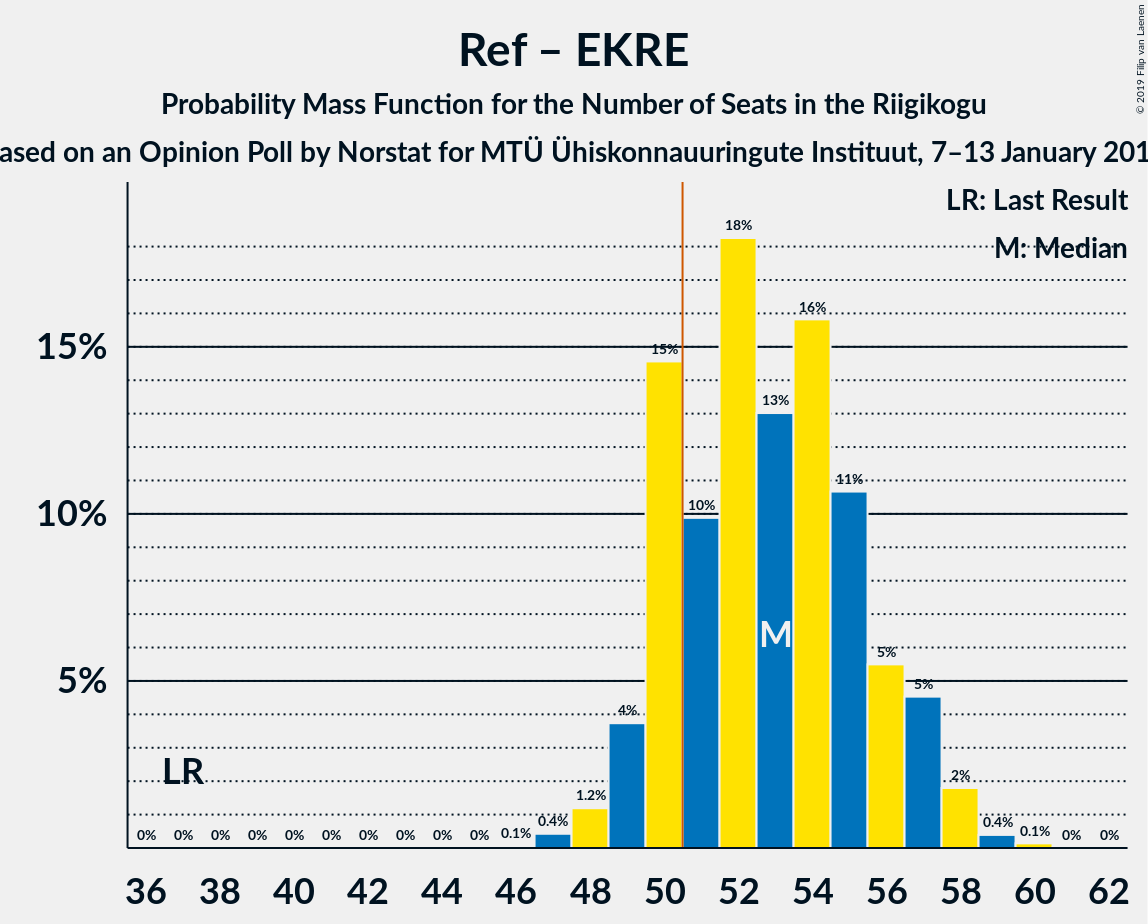 Ref – EKRE
Probability Mass Function for the Number of Seats in the Riigikogu
ased on an Opinion Poll by Norstat for MTÜ Ühiskonnauuringute Instituut, 7–13 January 201
© 2019 Filip van Laenen
LR: Last Result
M: Median
18%
16%
15%
15%
13%
11%
10%
10%
M
5%
5%
5%
4%
LR
2%
1.2%
0% 0% 0% 0% 0% 0% 0% 0% 0% 0% 0.1% 0.4% 0.4% 0.1% 0% 0%
36 38 40 42 44 46 48 50 52 54 56 58 60 62